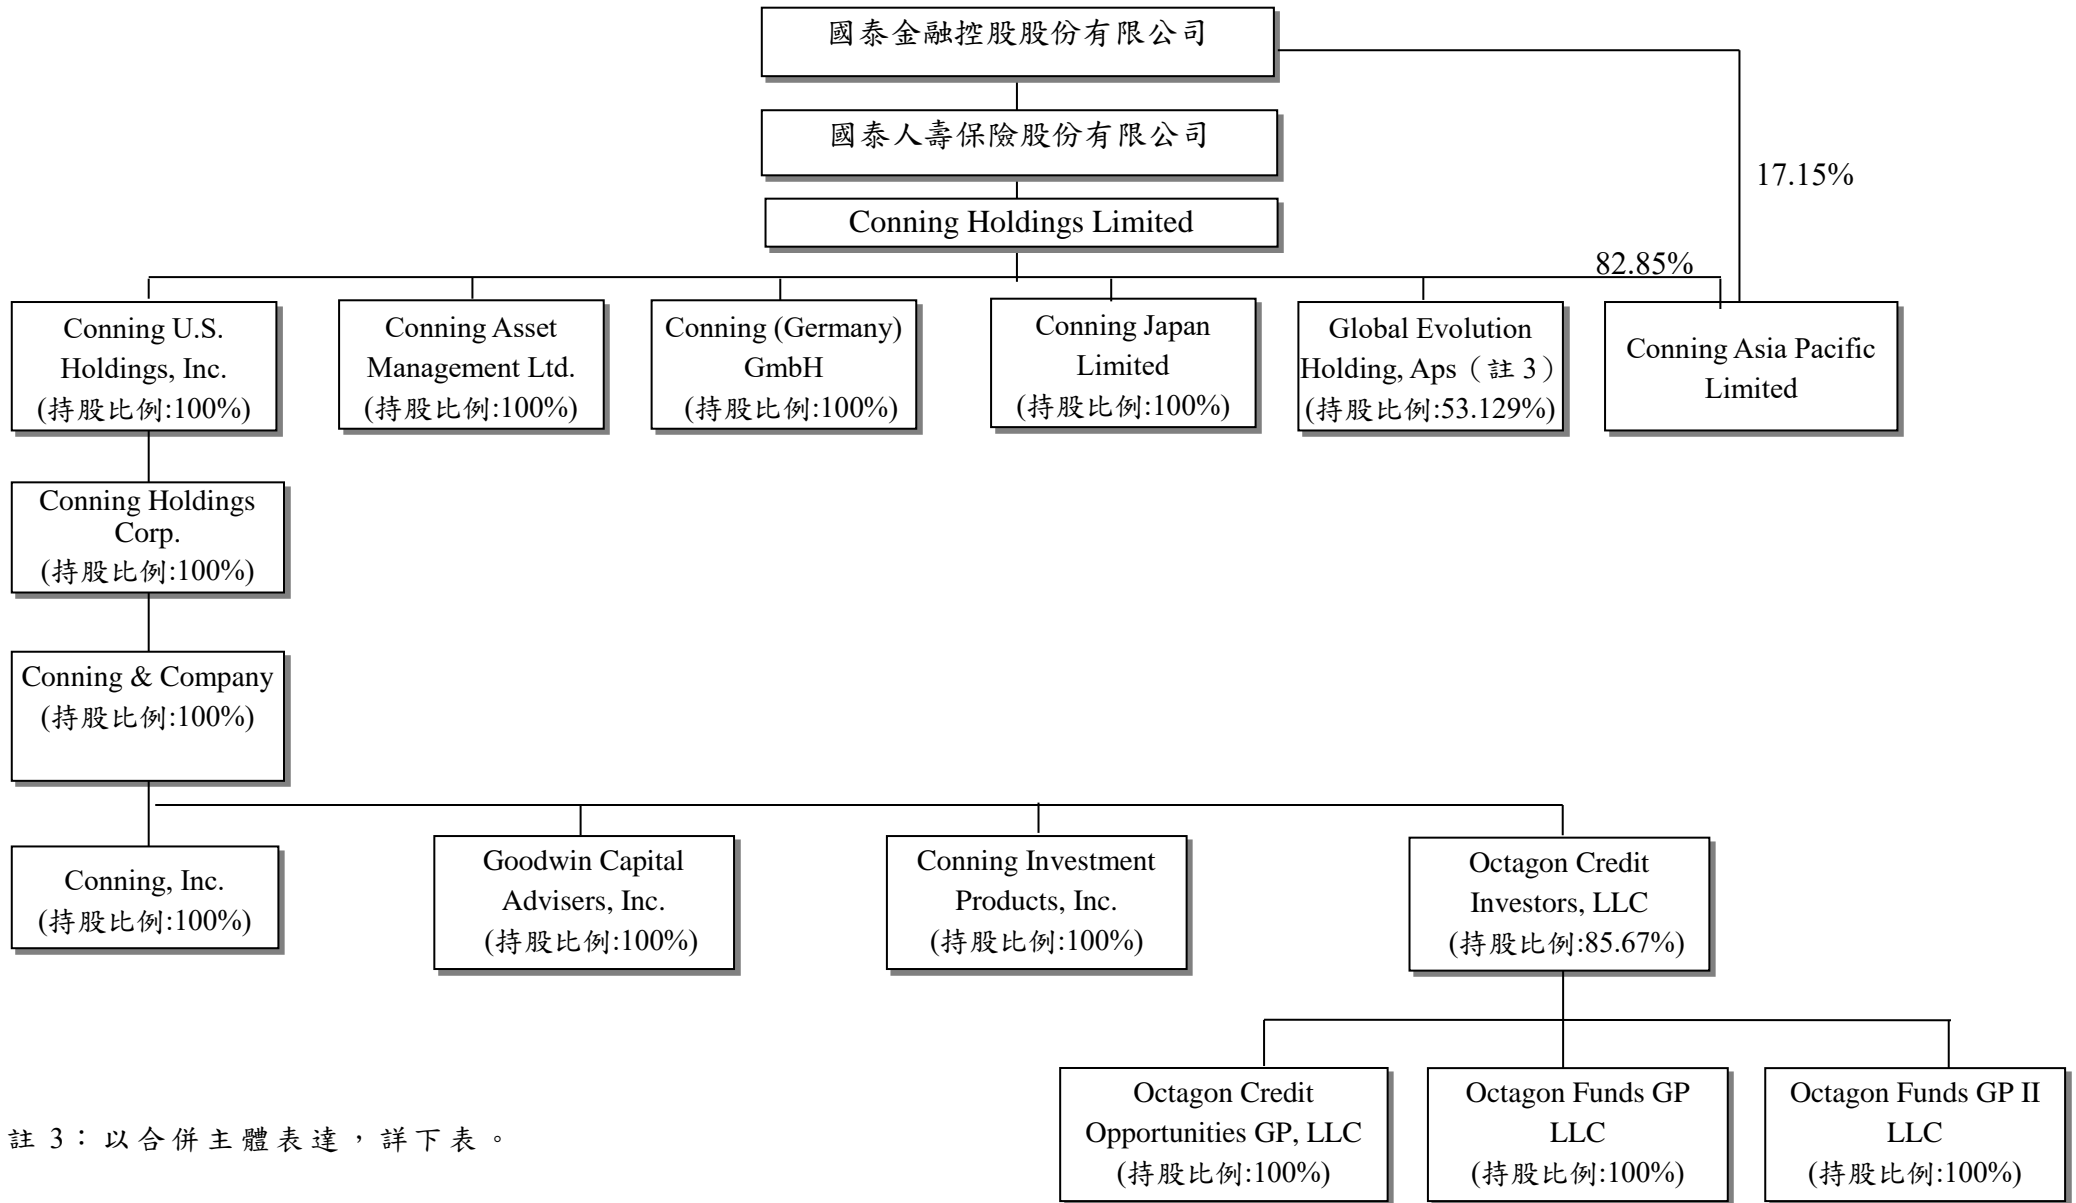 國泰金融控股股份有限公司
國泰人壽保險股份有限公司
17.15%
Conning Holdings Limited
82.85%
Conning U.S.
Holdings, Inc.
(持股比例:100%)
Conning Asset
Management Ltd.
(持股比例:100%)
Conning (Germany)
GmbH
(持股比例:100%)
Conning Japan
Limited
(持股比例:100%)
Global Evolution
Holding, Aps（註 3）
(持股比例:53.129%)
Conning Asia Pacific
Limited
Conning Holdings
Corp.
(持股比例:100%)
Conning & Company
(持股比例:100%)
Conning, Inc.
(持股比例:100%)
Goodwin Capital
Advisers, Inc.
(持股比例:100%)
Conning Investment
Products, Inc.
(持股比例:100%)
Octagon Credit
Investors, LLC
(持股比例:85.67%)
Octagon Credit
Opportunities GP, LLC
(持股比例:100%)
Octagon Funds GP
LLC
(持股比例:100%)
Octagon Funds GP II
LLC
(持股比例:100%)
註 3：以合併主體表達，詳下表。